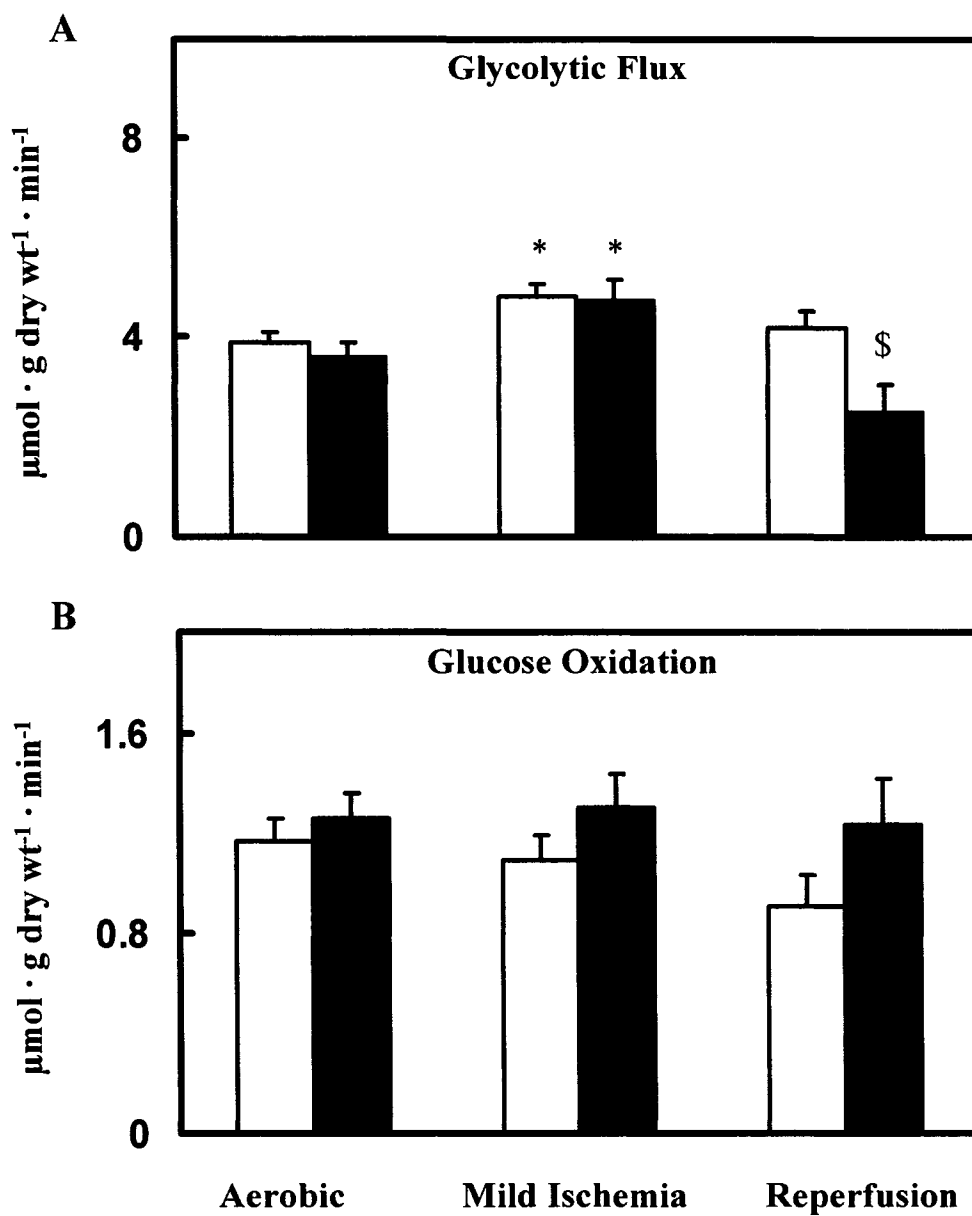 A
Glycolytic Flux
µmol · g dry wt⁻¹ · min⁻¹
8
4
0
* *
$
B
Glucose Oxidation
µmol · g dry wt⁻¹ · min⁻¹
1.6
0.8
0
Aerobic Mild Ischemia Reperfusion